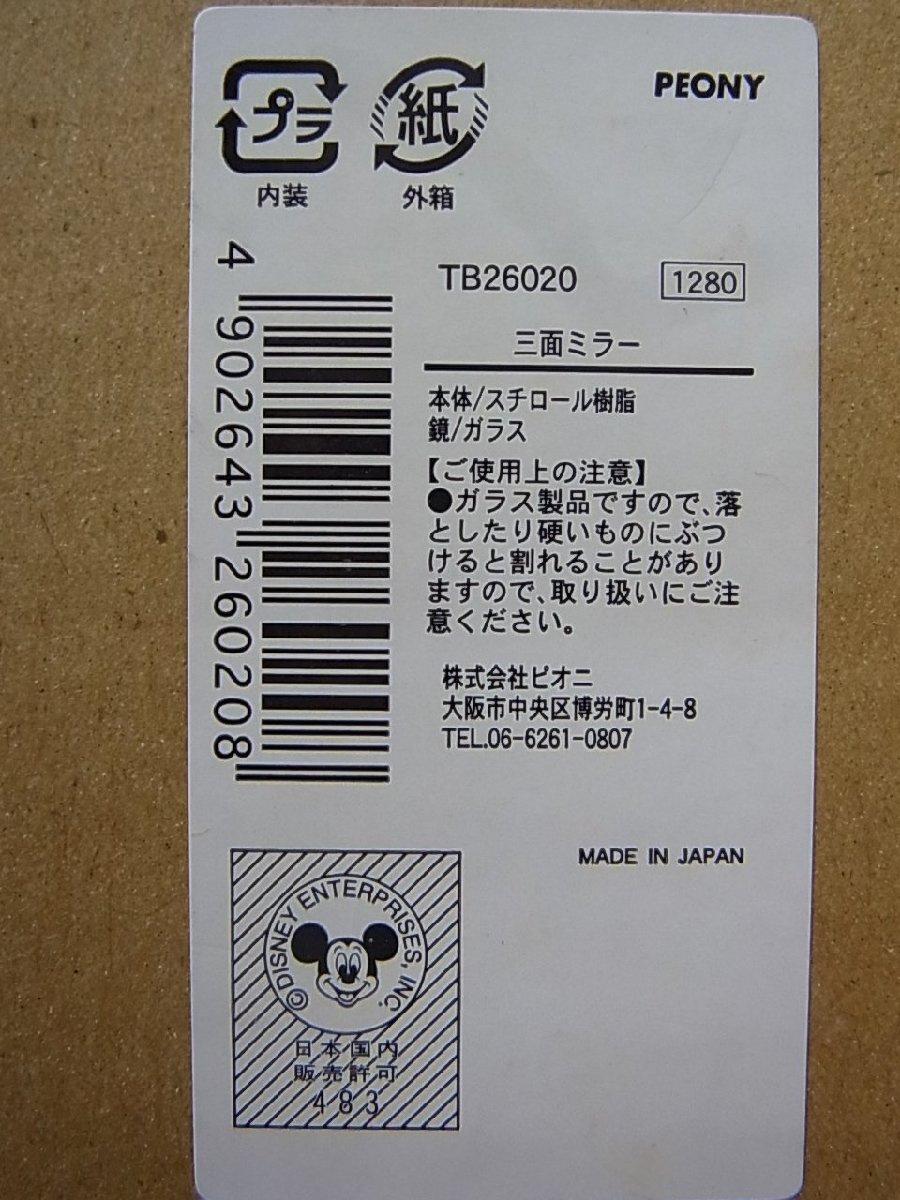 PEONY
プラ
内装
紙
外箱
TB26020
1280
三面ミラー
本体/スチロール樹脂
鏡/ガラス
【ご使用上の注意】
●ガラス製品ですので、落
としたり硬いものにぶつ
けると割れることがあり
ますので、取り扱いにご注
意ください。
株式会社ピオニ
大阪市中央区博労町1-4-8
TEL.06-6261-0807
4 902643 260208
MADE IN JAPAN
©DISNEY ENTERPRISES, INC.
日本国内
販売許可
483